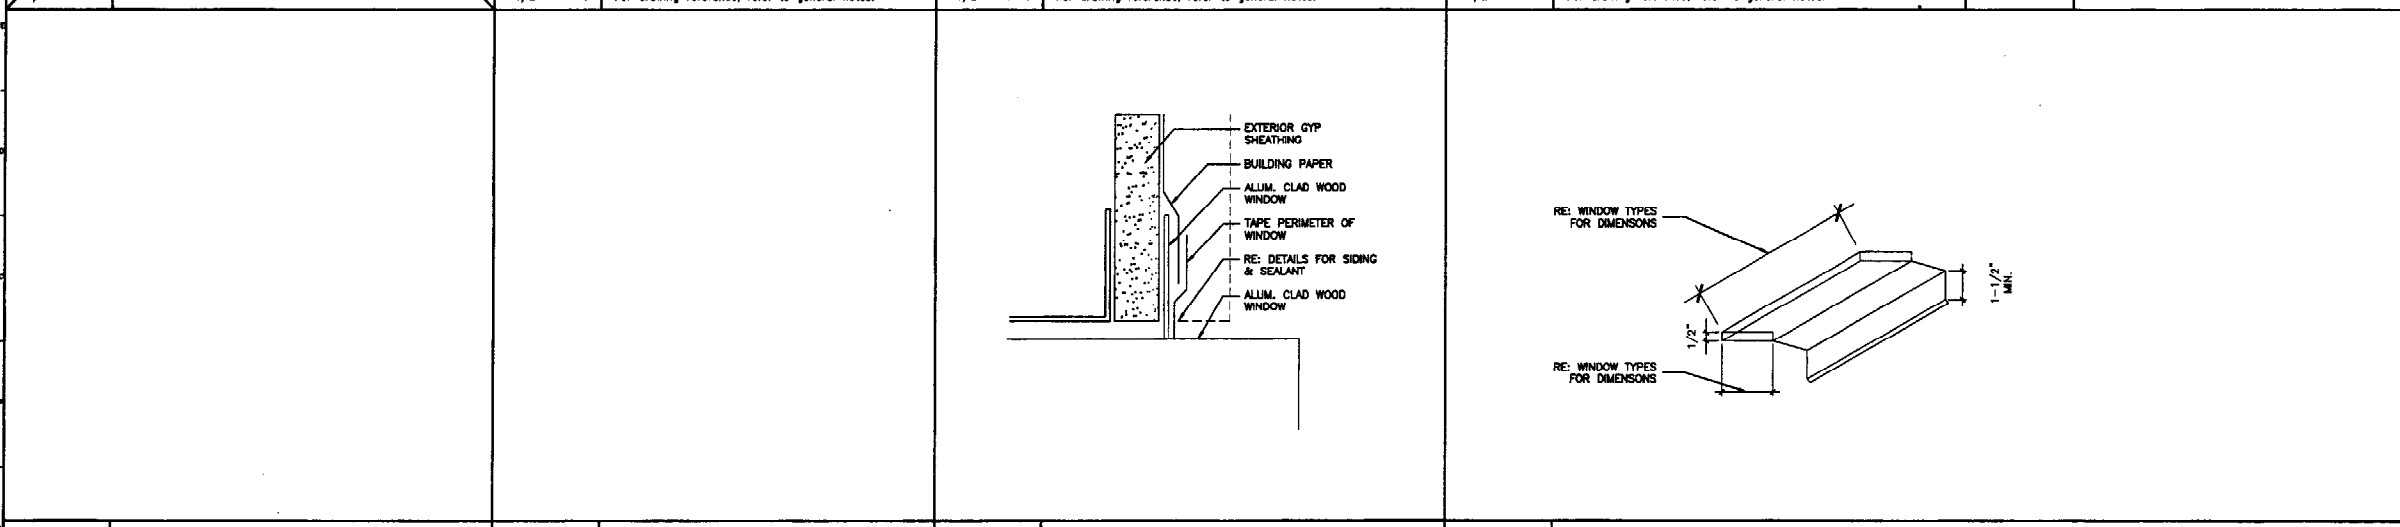 EXTERIOR GYP
SHEATHING
BUILDING PAPER
ALUM. CLAD WOOD
WINDOW
TAPE PERIMETER OF
WINDOW
RE: DETAILS FOR SIDING
& SEALANT
ALUM. CLAD WOOD
WINDOW
RE: WINDOW TYPES
FOR DIMENSONS
1-1/2"
MIN.
1/2"
RE: WINDOW TYPES
FOR DIMENSONS